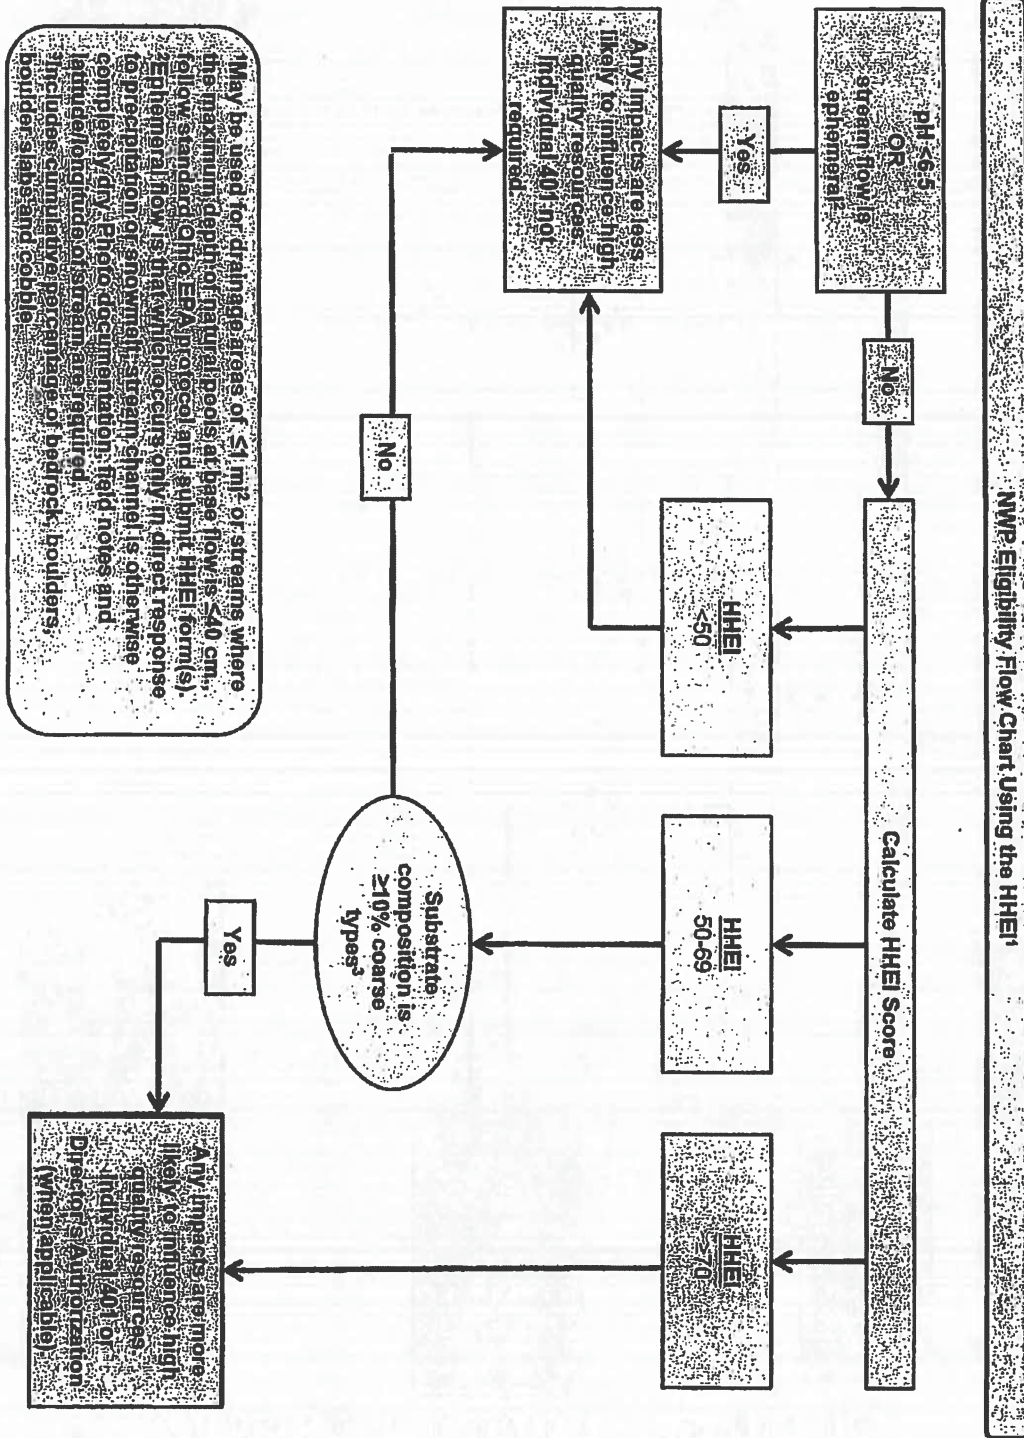 NWP Eligibility Flow Chart Using the HHEI¹
pH <6.5
OR
stream flow is
ephemeral²
No
Yes
Calculate HHEI Score
Any impacts are less
likely to influence high
quality resources.
Individual 401 not
required
HHEI
<50
HHEI
50-69
HHEI
≥70
Substrate
composition is
≥10% coarse
types³
No
Yes
Any impacts are more
likely to influence high
quality resources
Individual 401 or
Director's Authorization
(when applicable)
¹May be used for drainage areas of ≤1 mi² or streams where
the maximum depth of natural pools at base flow is ≤40 cm,
follow standard Ohio EPA protocol and submit HHEI form(s).
²Ephemeral flow is that which occurs only in direct response
to precipitation or snowmelt; stream channel is otherwise
completely dry. Photo documentation, field notes and
latitude/longitude of stream are required.
³Includes cumulative percentage of bedrock, boulders,
boulder slabs and cobble.